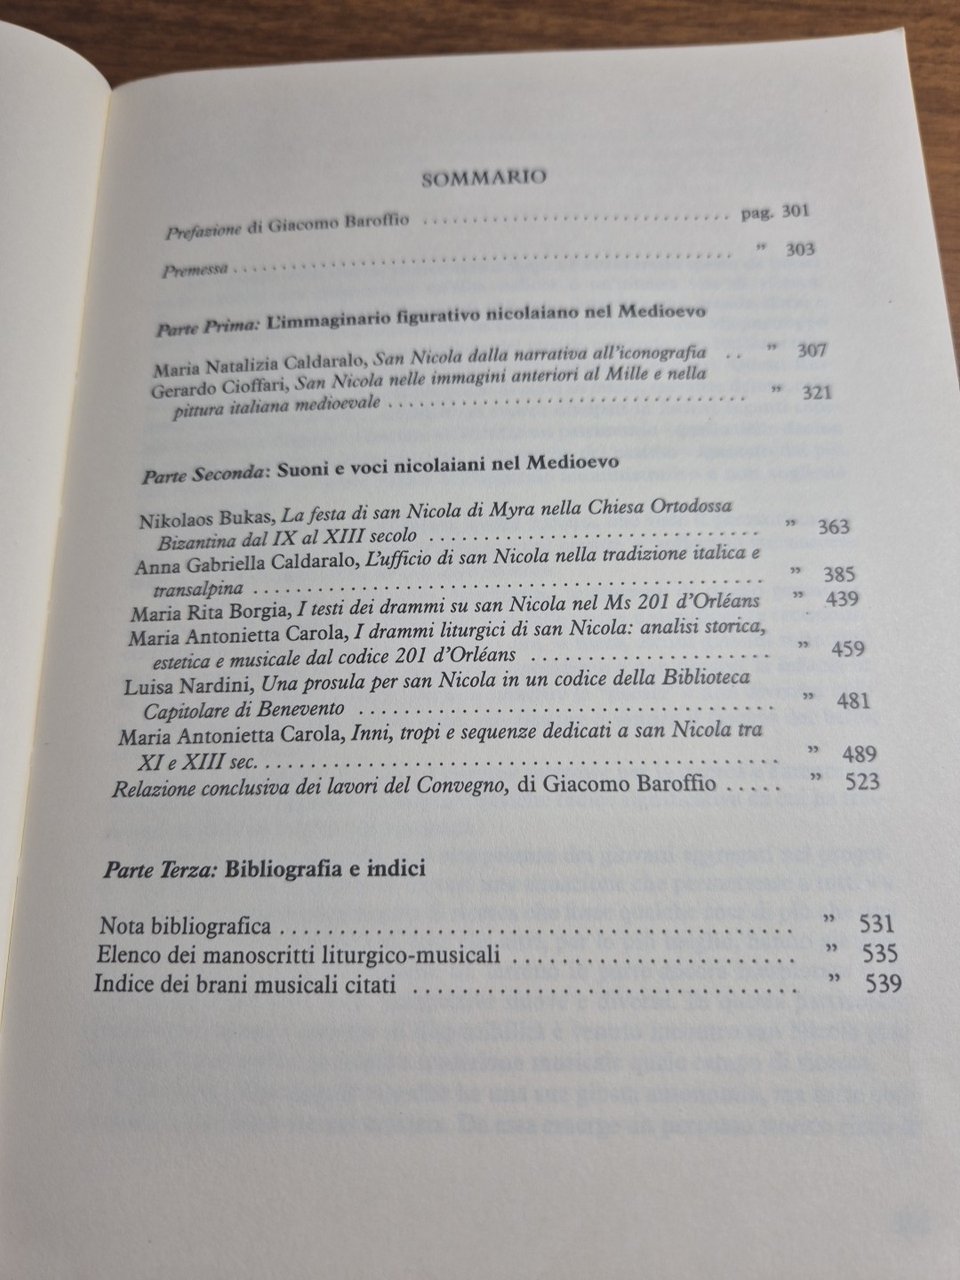 SOMMARIO
Prefazione di Giacomo Baroffio ............................. pag. 301
Premessa ............................................. ” 303
Parte Prima: L'immaginario figurativo nicolaiano nel Medioevo
Maria Natalizia Caldaralo, San Nicola dalla narrativa all'iconografia .. ” 307
Gerardo Cioffari, San Nicola nelle immagini anteriori al Mille e nella
pittura italiana medioevale ................................ ” 321
Parte Seconda: Suoni e voci nicolaiani nel Medioevo
Nikolaos Bukas, La festa di san Nicola di Myra nella Chiesa Ortodossa
Bizantina dal IX al XIII secolo ............................. ” 363
Anna Gabriella Caldaralo, L'ufficio di san Nicola nella tradizione italica e
transalpina ............................................. ” 385
Maria Rita Borgia, I testi dei drammi su san Nicola nel Ms 201 d'Orléans ” 439
Maria Antonietta Carola, I drammi liturgici di san Nicola: analisi storica,
estetica e musicale dal codice 201 d'Orléans .................... ” 459
Luisa Nardini, Una prosula per san Nicola in un codice della Biblioteca
Capitolare di Benevento ................................... ” 481
Maria Antonietta Carola, Inni, tropi e sequenze dedicati a san Nicola tra
XI e XIII sec. ........................................... ” 489
Relazione conclusiva dei lavori del Convegno, di Giacomo Baroffio ..... ” 523
Parte Terza: Bibliografia e indici
Nota bibliografica ........................................ ” 531
Elenco dei manoscritti liturgico-musicali ........................ ” 535
Indice dei brani musicali citati ............................... ” 539